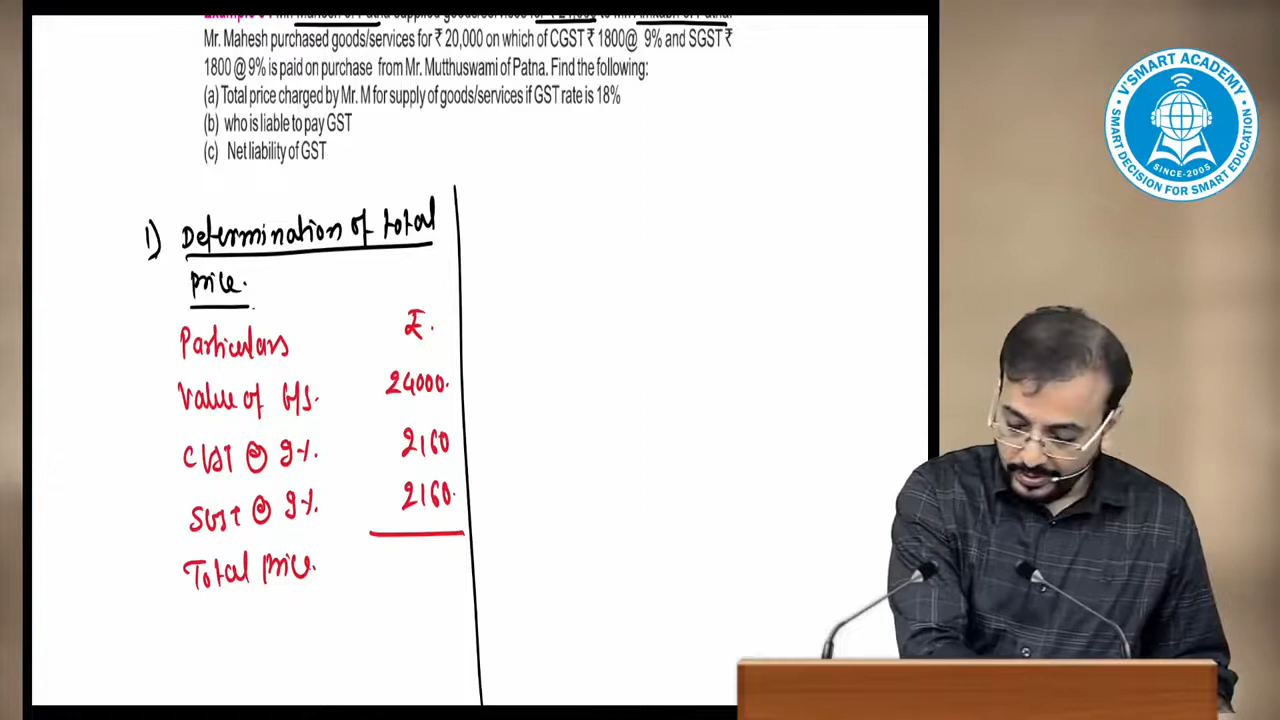 Mr. Mahesh purchased goods/services for ₹ 20,000 on which of CGST ₹ 1800@ 9% and SGST ₹
1800 @ 9% is paid on purchase from Mr. Mutthuswami of Patna. Find the following:
(a) Total price charged by Mr. M for supply of goods/services if GST rate is 18%
(b) who is liable to pay GST
(c) Net liability of GST
1) Determination of total
price.
Particulars ₹.
Value of G/S. 24000.
CGST @ 9%. 2160
SGST @ 9%. 2160.
Total price.
V'SMART ACADEMY
SINCE-2005
SMART DECISION FOR SMART EDUCATION